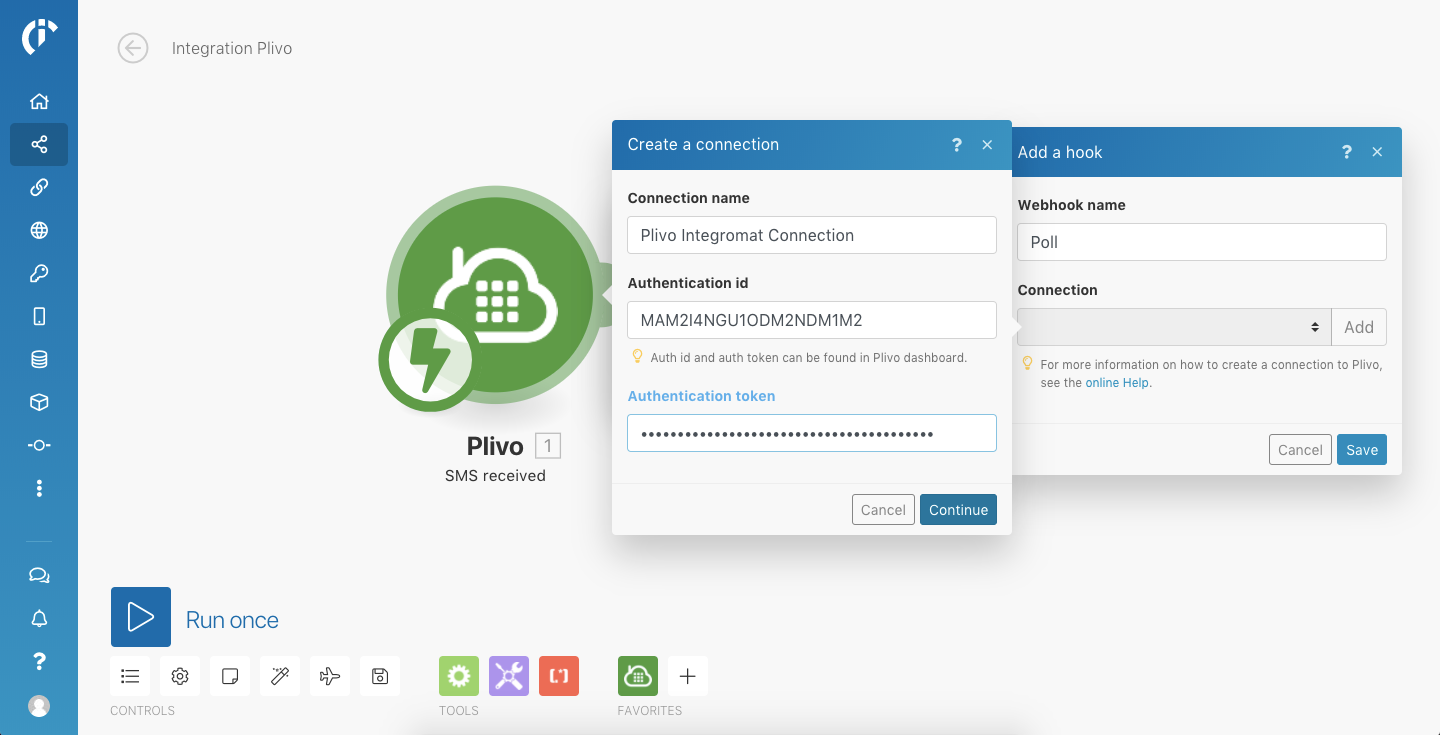 Integration Plivo
Create a connection
Connection name
Plivo Integromat Connection
Authentication id
MAM2I4NGU1ODM2NDM1M2
Auth id and auth token can be found in Plivo dashboard.
Authentication token
••••••••••••••••••••••••••••••••••••••••
Cancel
Continue
Add a hook
Webhook name
Poll
Connection
Add
For more information on how to create a connection to Plivo,
see the online Help.
Cancel
Save
Plivo 1
SMS received
Run once
CONTROLS
TOOLS
FAVORITES